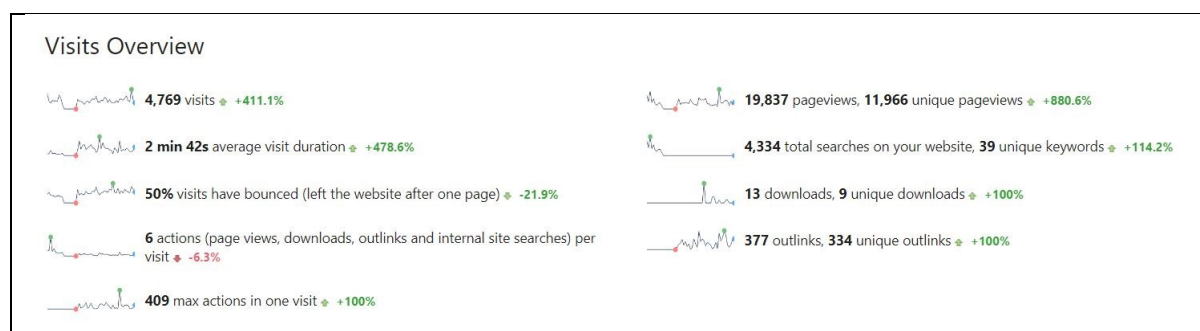 Visits Overview
4,769 visits +411.1%
2 min 42s average visit duration +478.6%
50% visits have bounced (left the website after one page) -21.9%
6 actions (page views, downloads, outlinks and internal site searches) per
visit -6.3%
409 max actions in one visit +100%
19,837 pageviews, 11,966 unique pageviews +880.6%
4,334 total searches on your website, 39 unique keywords +114.2%
13 downloads, 9 unique downloads +100%
377 outlinks, 334 unique outlinks +100%